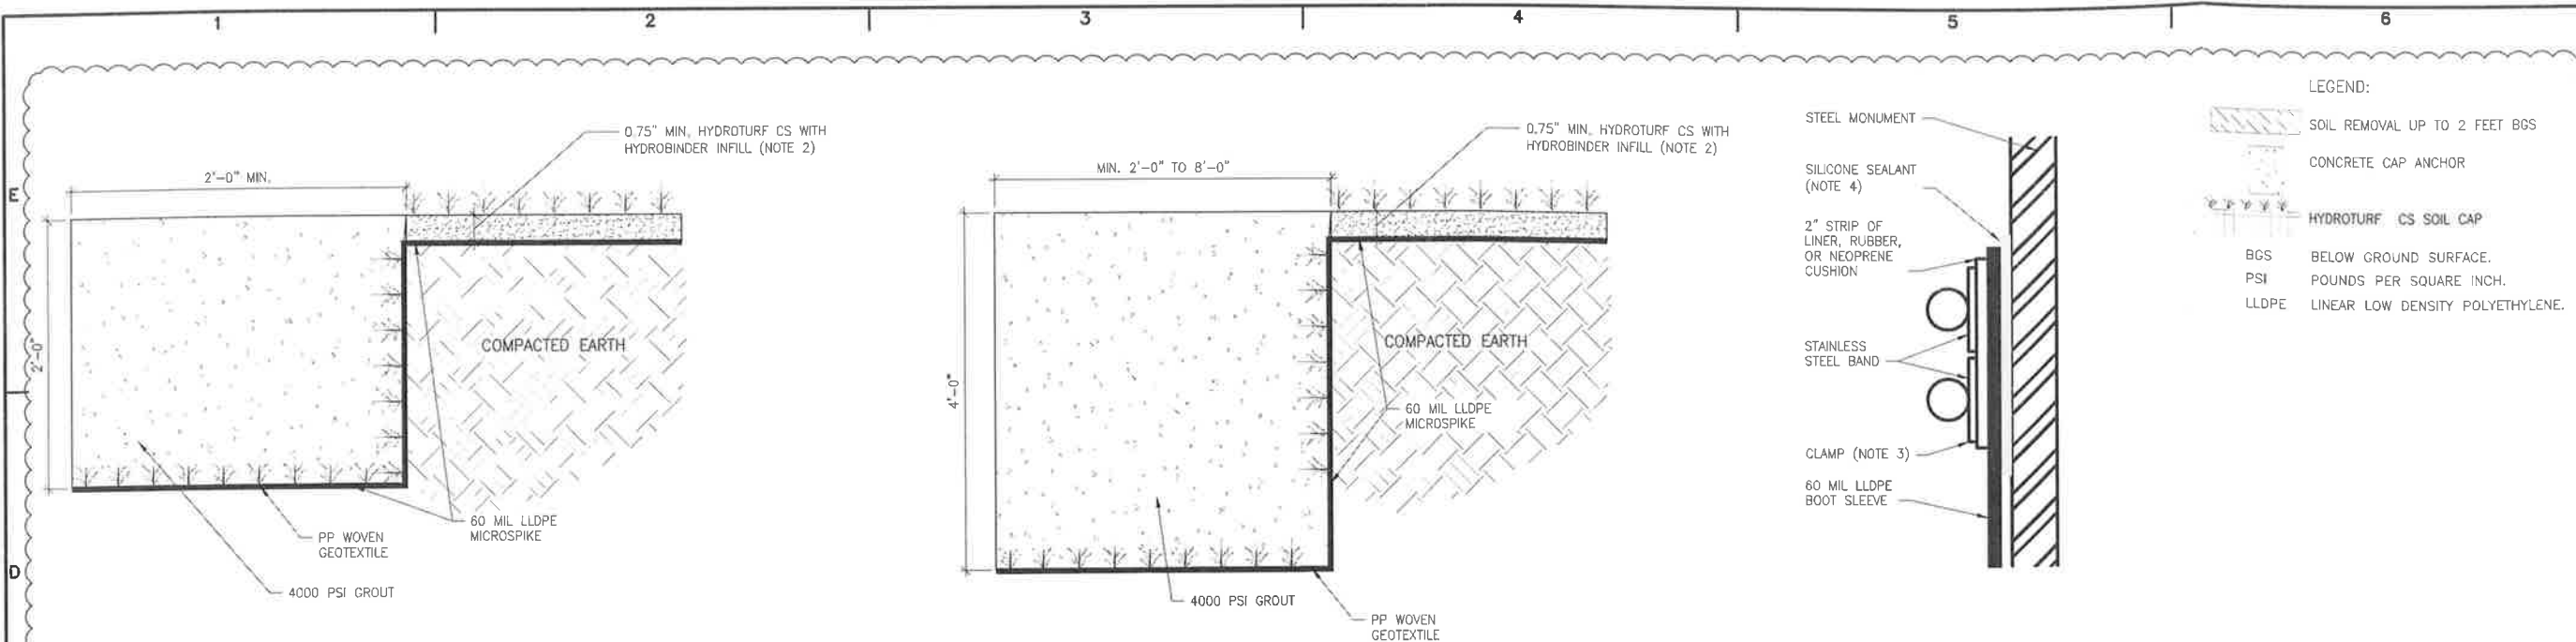 1 2 3 4 5 6
E
D
0.75" MIN. HYDROTURF CS WITH
HYDROBINDER INFILL (NOTE 2)
2'-0" MIN.
2'-0"
COMPACTED EARTH
60 MIL LLDPE
MICROSPIKE
PP WOVEN
GEOTEXTILE
4000 PSI GROUT
0.75" MIN. HYDROTURF CS WITH
HYDROBINDER INFILL (NOTE 2)
MIN. 2'-0" TO 8'-0"
4'-0"
COMPACTED EARTH
60 MIL LLDPE
MICROSPIKE
4000 PSI GROUT
PP WOVEN
GEOTEXTILE
STEEL MONUMENT
SILICONE SEALANT
(NOTE 4)
2" STRIP OF
LINER, RUBBER,
OR NEOPRENE
CUSHION
STAINLESS
STEEL BAND
CLAMP (NOTE 3)
60 MIL LLDPE
BOOT SLEEVE
LEGEND:
SOIL REMOVAL UP TO 2 FEET BGS
CONCRETE CAP ANCHOR
HYDROTURF CS SOIL CAP
BGS BELOW GROUND SURFACE.
PSI POUNDS PER SQUARE INCH.
LLDPE LINEAR LOW DENSITY POLYETHYLENE.